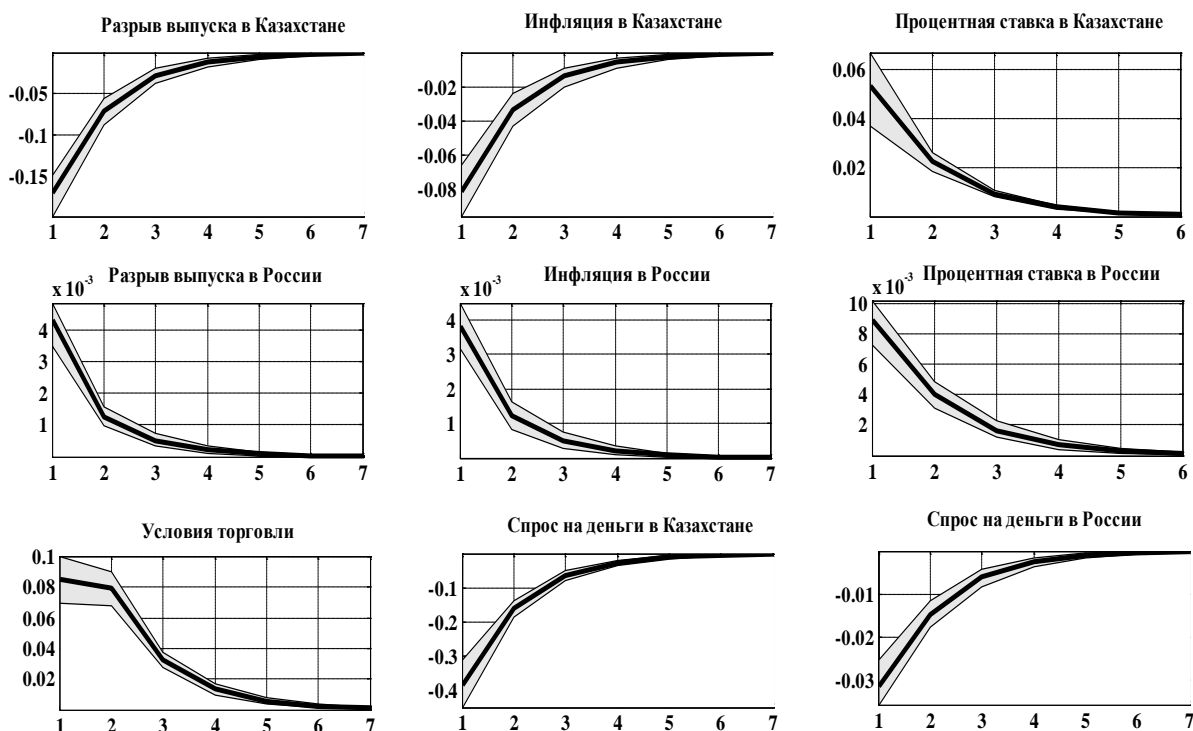 Разрыв выпуска в Казахстане
-0.05
-0.1
-0.15
1 2 3 4 5 6 7
Инфляция в Казахстане
-0.02
-0.04
-0.06
-0.08
1 2 3 4 5 6 7
Процентная ставка в Казахстане
0.06
0.04
0.02
1 2 3 4 5 6
Разрыв выпуска в России
x 10⁻³
4
3
2
1
1 2 3 4 5 6 7
Инфляция в России
x 10⁻³
4
3
2
1
1 2 3 4 5 6 7
Процентная ставка в России
x 10⁻³
10
8
6
4
2
1 2 3 4 5 6
Условия торговли
0.1
0.08
0.06
0.04
0.02
1 2 3 4 5 6 7
Спрос на деньги в Казахстане
-0.1
-0.2
-0.3
-0.4
1 2 3 4 5 6 7
Спрос на деньги в России
-0.01
-0.02
-0.03
1 2 3 4 5 6 7